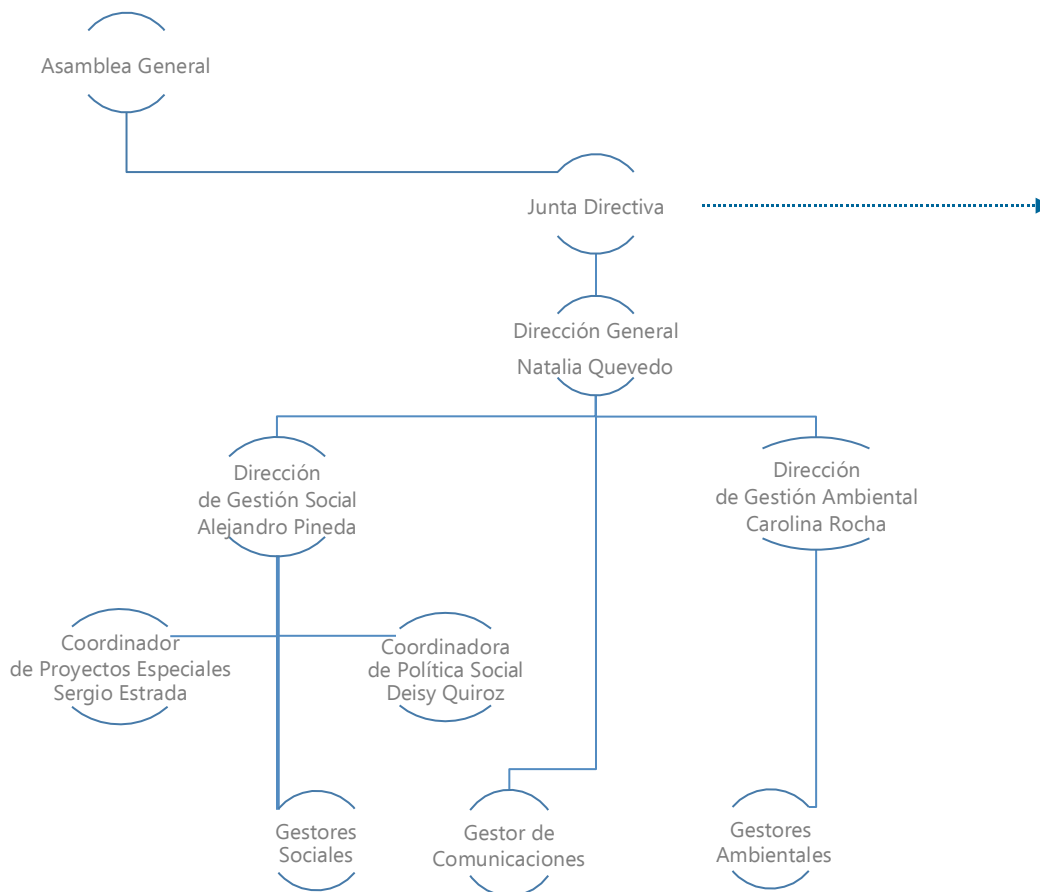 Asamblea General
Junta Directiva
Dirección General
Natalia Quevedo
Dirección
de Gestión Social
Alejandro Pineda
Dirección
de Gestión Ambiental
Carolina Rocha
Coordinador
de Proyectos Especiales
Sergio Estrada
Coordinadora
de Política Social
Deisy Quiroz
Gestores
Sociales
Gestor de
Comunicaciones
Gestores
Ambientales